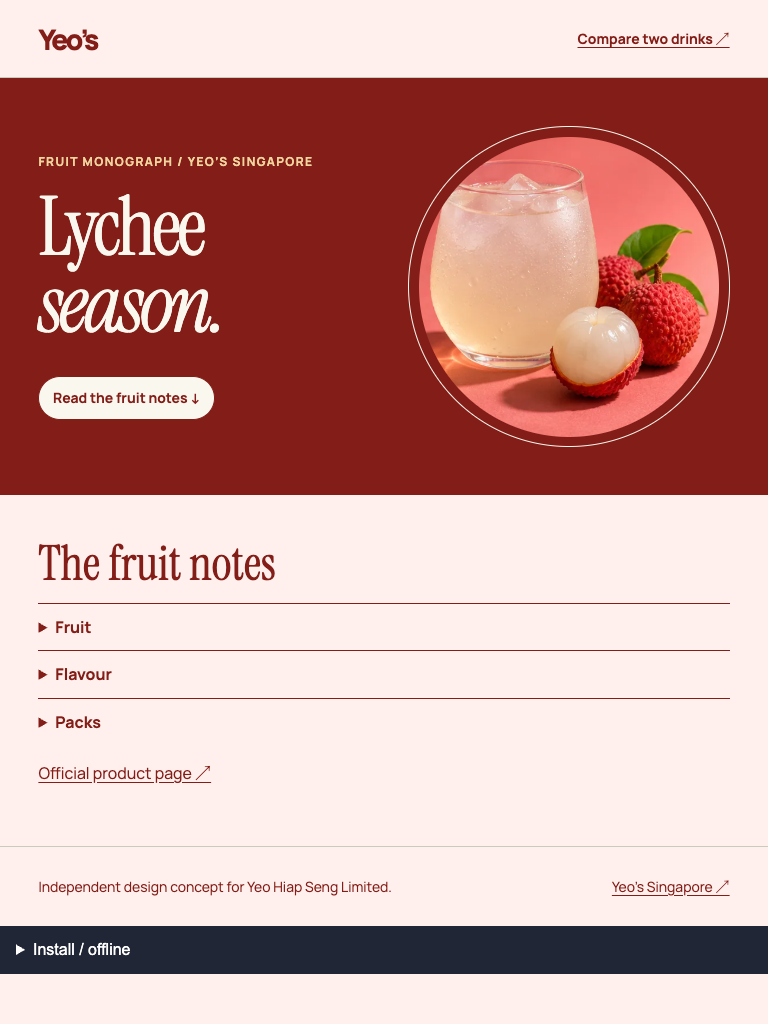 Yeo's
Compare two drinks ↗
FRUIT MONOGRAPH / YEO'S SINGAPORE
Lychee
season.
Read the fruit notes ↓
The fruit notes
▶ Fruit
▶ Flavour
▶ Packs
Official product page ↗
Independent design concept for Yeo Hiap Seng Limited.
Yeo's Singapore ↗
▶ Install / offline